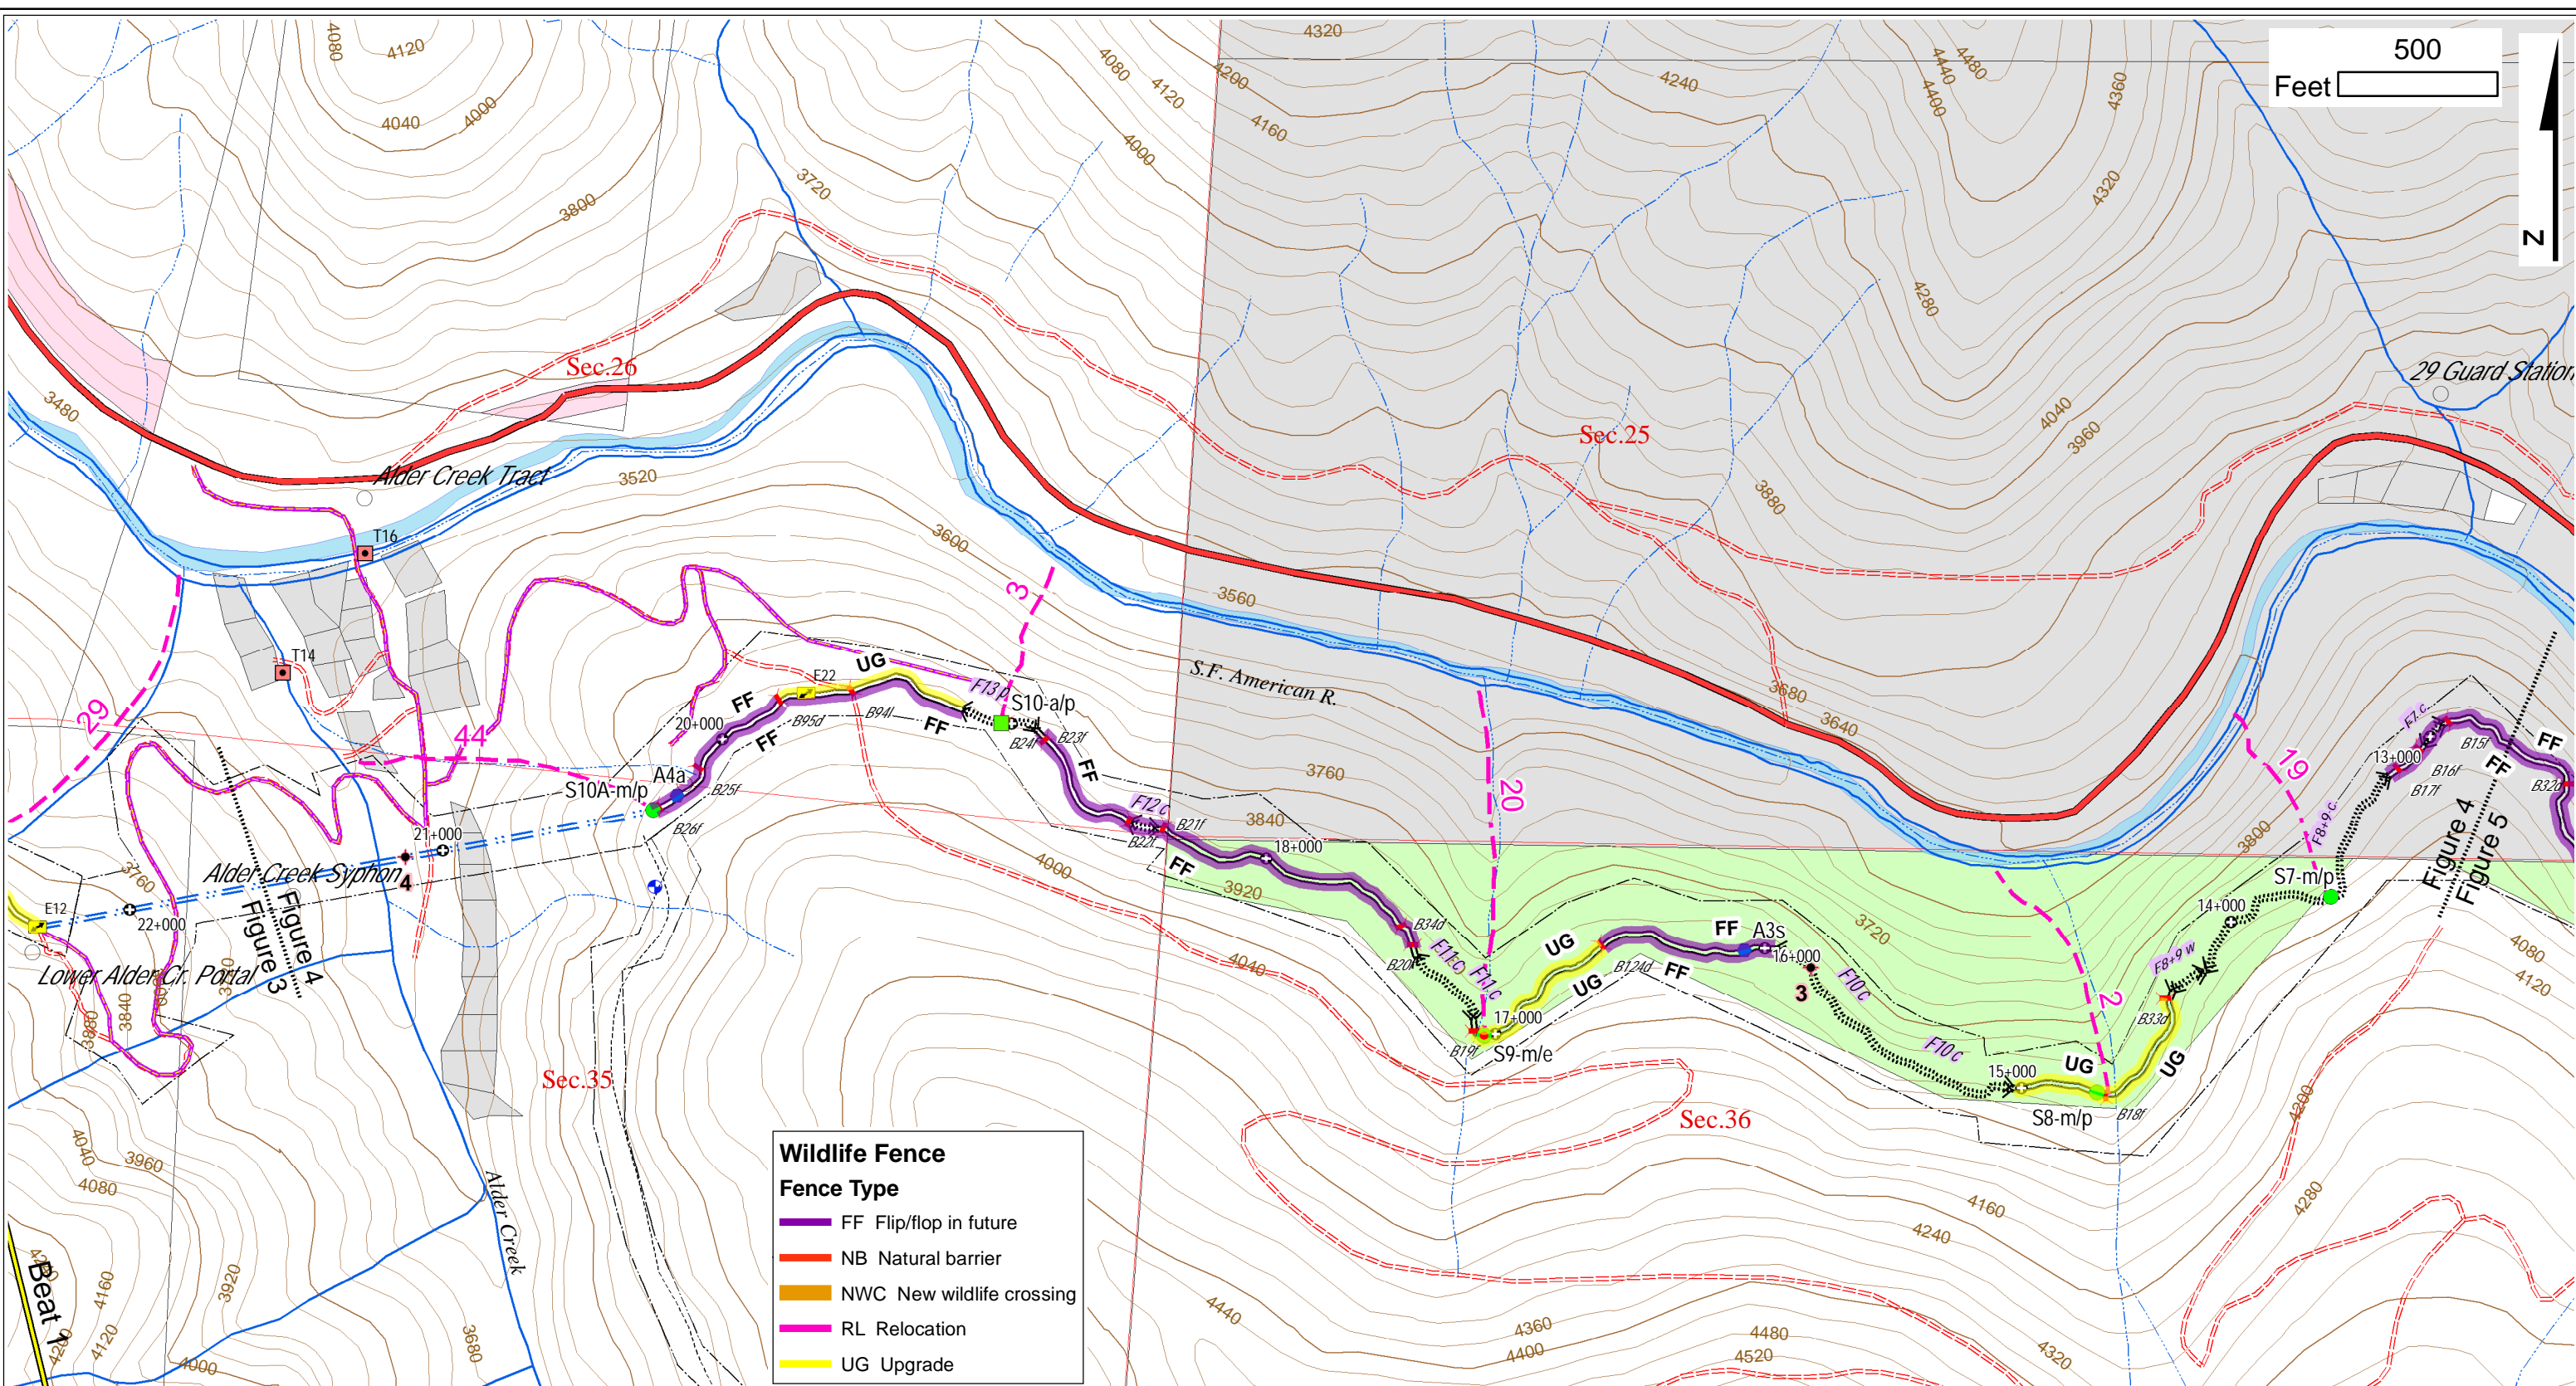 4080
4120
4040
4000
3800
3720
4080
4120
4000
4200
4160
4320
4240
4440
4480
4400
4360
4320
4280
500
Feet
N
3480
Sec.26
Alder Creek Tract
3520
3600
Sec.25
3880
4040
3960
29 Guard Station
T16
T14
3560
S.F. American R.
3680
3640
3760
3840
3800
29
44
3
20
19
2
UG
E22
FF
20+000
FF
B95d
B94l
FF
F13 p
S10-a/p
B24f
B23f
FF
A4a
S10A-m/p
B25f
B26f
F12 c
B21f
B22f
FF
18+000
21+000
4
Alder Creek Syphon
22+000
E12
3760
Lower Alder Cr. Portal
Figure 4
Figure 3
3840
3880
4000
3920
4040
B34d
B20f
F11 C
F11 C
17+000
B19f
S9-m/e
UG
UG
B124d
FF
FF
A3s
16+000
3
F10 C
F10 C
3720
15+000
UG
S8-m/p
B18f
UG
B33d
F8+9 w
14+000
S7-m/p
F8+9 c
13+000
F7 c
B15f
B16f
B17f
FF
FF
B32d
Figure 4
Figure 5
4080
4120
4200
4280
Sec.35
Sec.36
4040
3960
4080
Alder Creek
4160
4120
4200
3920
4000
3680
Beat 1
4160
4240
4440
4360
4400
4480
4520
4320
Wildlife Fence
Fence Type
FF Flip/flop in future
NB Natural barrier
NWC New wildlife crossing
RL Relocation
UG Upgrade